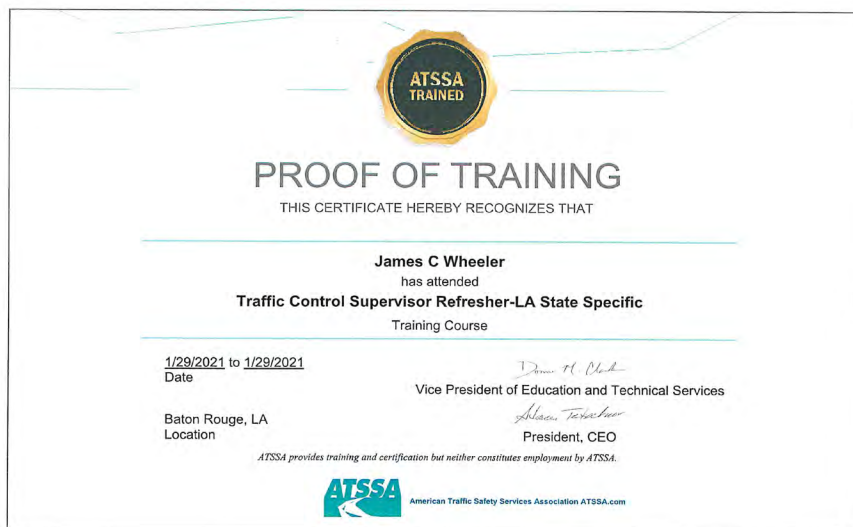 ATSSA
TRAINED
PROOF OF TRAINING
THIS CERTIFICATE HEREBY RECOGNIZES THAT
James C Wheeler
has attended
Traffic Control Supervisor Refresher-LA State Specific
Training Course
1/29/2021 to 1/29/2021
Date
Donna M. Clark
Vice President of Education and Technical Services
Baton Rouge, LA
Location
President, CEO
ATSSA provides training and certification but neither constitutes employment by ATSSA.
ATSSA
American Traffic Safety Services Association ATSSA.com